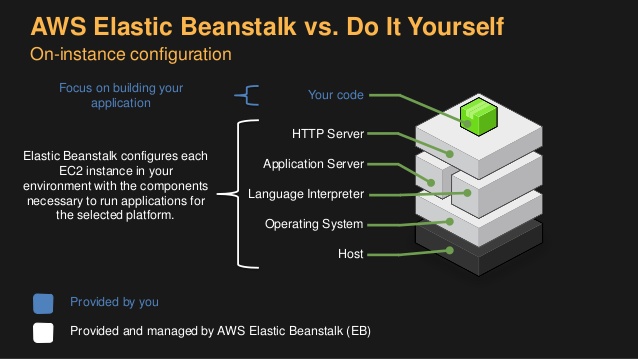 AWS Elastic Beanstalk vs. Do It Yourself
On-instance configuration
Focus on building your
application
Your code
Elastic Beanstalk configures each
EC2 instance in your
environment with the components
necessary to run applications for
the selected platform.
HTTP Server
Application Server
Language Interpreter
Operating System
Host
Provided by you
Provided and managed by AWS Elastic Beanstalk (EB)